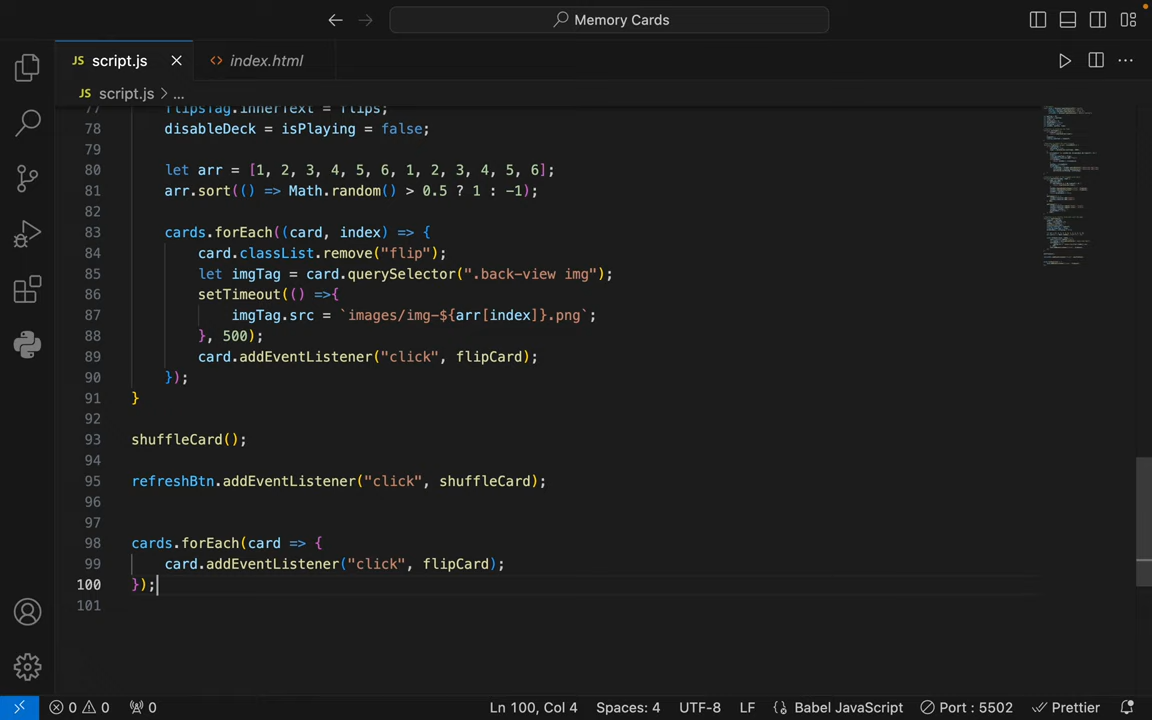 Memory Cards
JS script.js
<> index.html
JS script.js > ...
77 flipsTag.innerText = flips;
78 disableDeck = isPlaying = false;
79
80 let arr = [1, 2, 3, 4, 5, 6, 1, 2, 3, 4, 5, 6];
81 arr.sort(() => Math.random() > 0.5 ? 1 : -1);
82
83 cards.forEach((card, index) => {
84 card.classList.remove("flip");
85 let imgTag = card.querySelector(".back-view img");
86 setTimeout(() =>{
87 imgTag.src = `images/img-${arr[index]}.png`;
88 }, 500);
89 card.addEventListener("click", flipCard);
90 });
91 }
92
93 shuffleCard();
94
95 refreshBtn.addEventListener("click", shuffleCard);
96
97
98 cards.forEach(card => {
99 card.addEventListener("click", flipCard);
100 });
101
0 0 0 Ln 100, Col 4 Spaces: 4 UTF-8 LF {} Babel JavaScript Port : 5502 Prettier